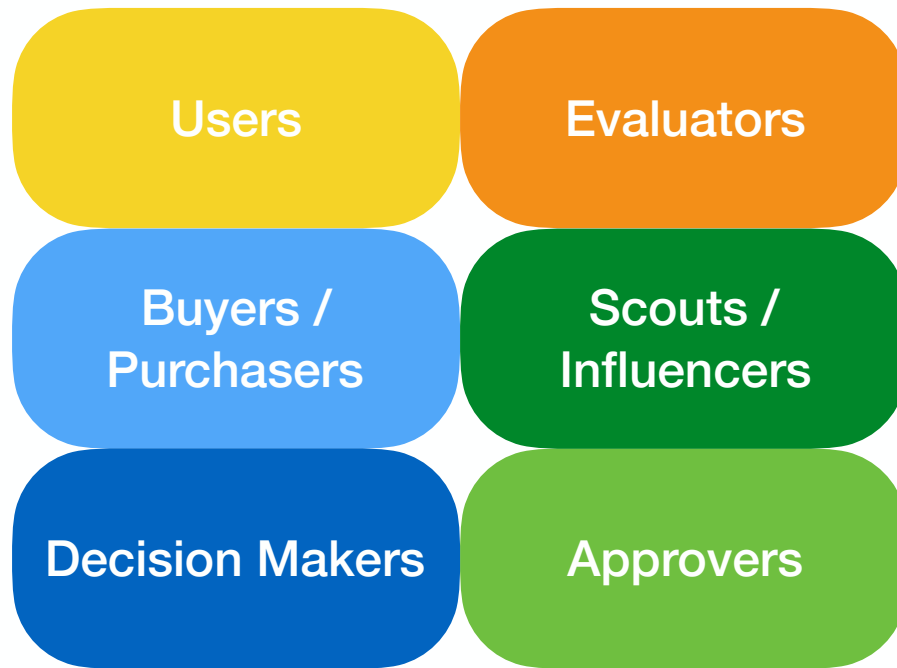 Users
Evaluators
Buyers /
Purchasers
Scouts /
Influencers
Decision Makers
Approvers